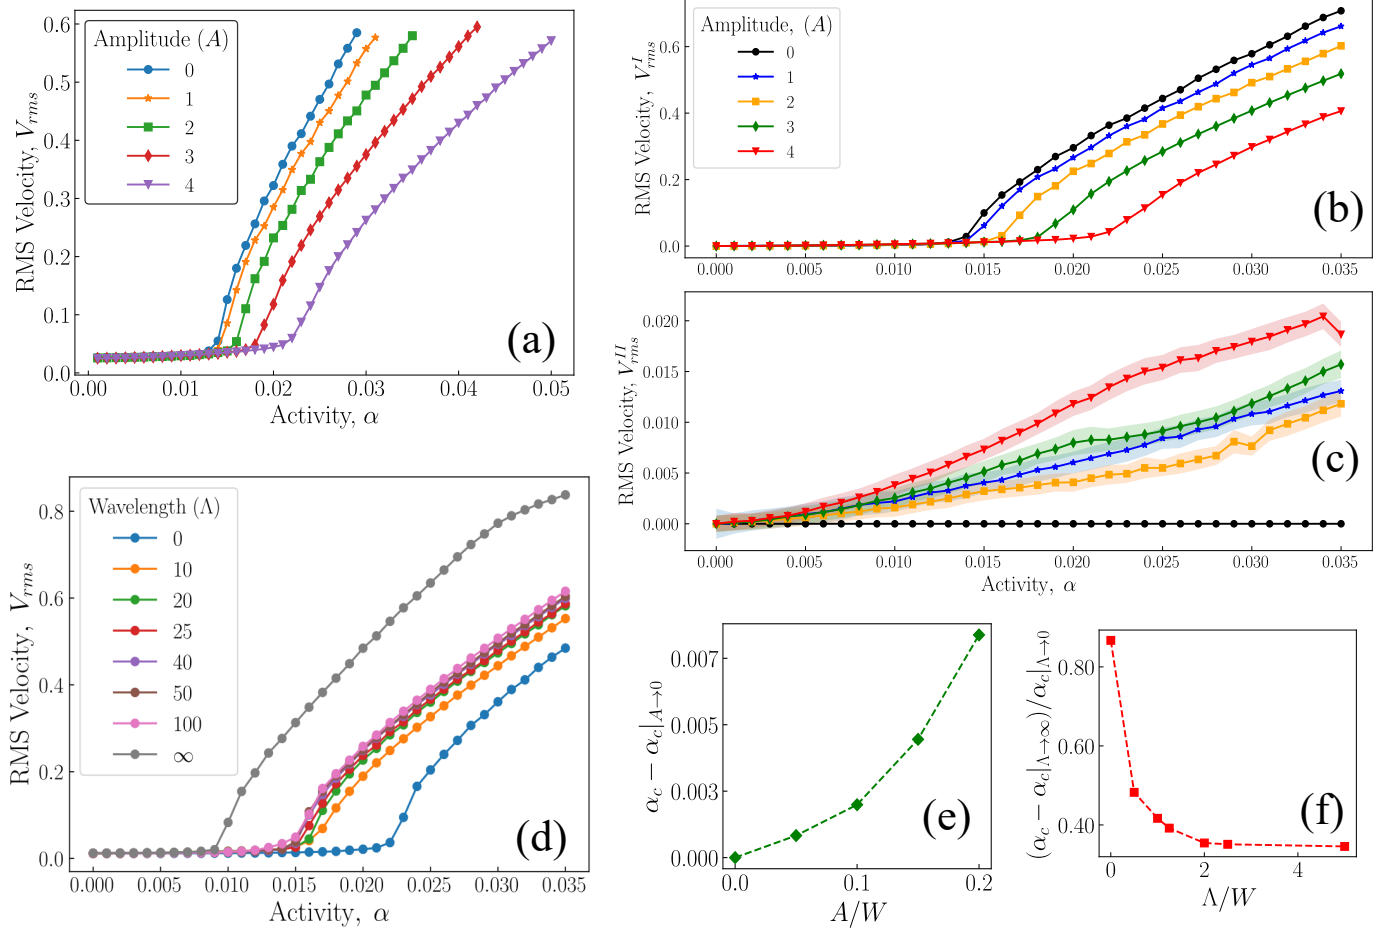 0.6
0.5
0.4
0.3
0.2
0.1
0.0
RMS Velocity, V_rms
Amplitude (A)
0
1
2
3
4
(a)
0.00 0.01 0.02 0.03 0.04 0.05
Activity, α
0.6
0.4
0.2
0.0
RMS Velocity, V^I_rms
Amplitude, (A)
0
1
2
3
4
(b)
0.000 0.005 0.010 0.015 0.020 0.025 0.030 0.035
0.020
0.015
0.010
0.005
0.000
RMS Velocity, V^II_rms
(c)
0.000 0.005 0.010 0.015 0.020 0.025 0.030 0.035
Activity, α
0.8
0.6
0.4
0.2
0.0
RMS Velocity, V_rms
Wavelength (Λ)
0
10
20
25
40
50
100
∞
(d)
0.000 0.005 0.010 0.015 0.020 0.025 0.030 0.035
Activity, α
0.007
0.005
0.003
0.000
α_c − α_c|_A→0
(e)
0.0 0.1 0.2
A/W
0.80
0.60
0.40
(α_c − α_c|_Λ→∞)/α_c|_Λ→0
(f)
0 2 4
Λ/W